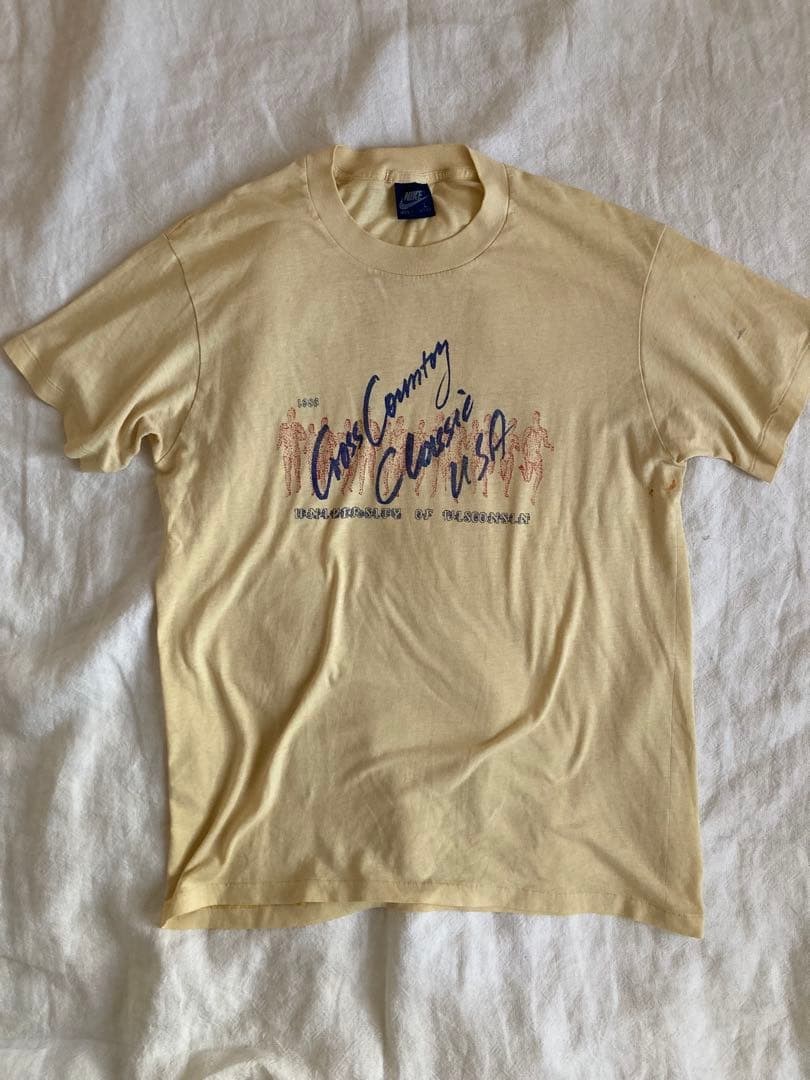 NIKE
L
Cross Country
Classic
USA
UNIVERSITY OF WISCONSIN